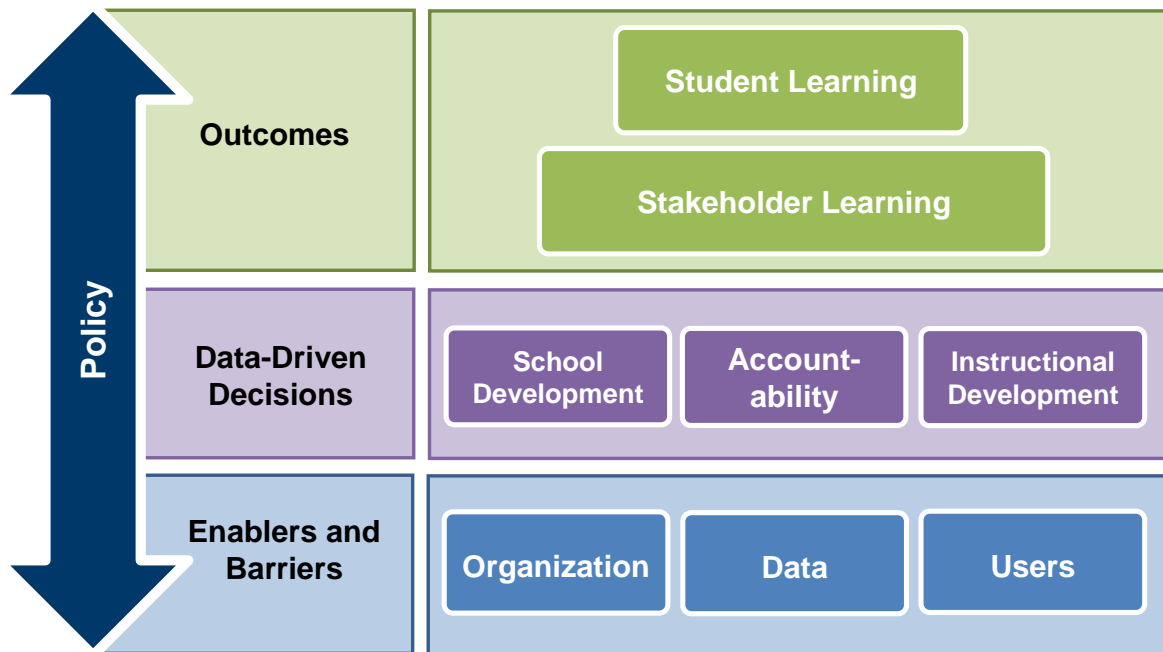 Policy
Outcomes
Student Learning
Stakeholder Learning
Data-Driven
Decisions
School
Development
Account-
ability
Instructional
Development
Enablers and
Barriers
Organization
Data
Users